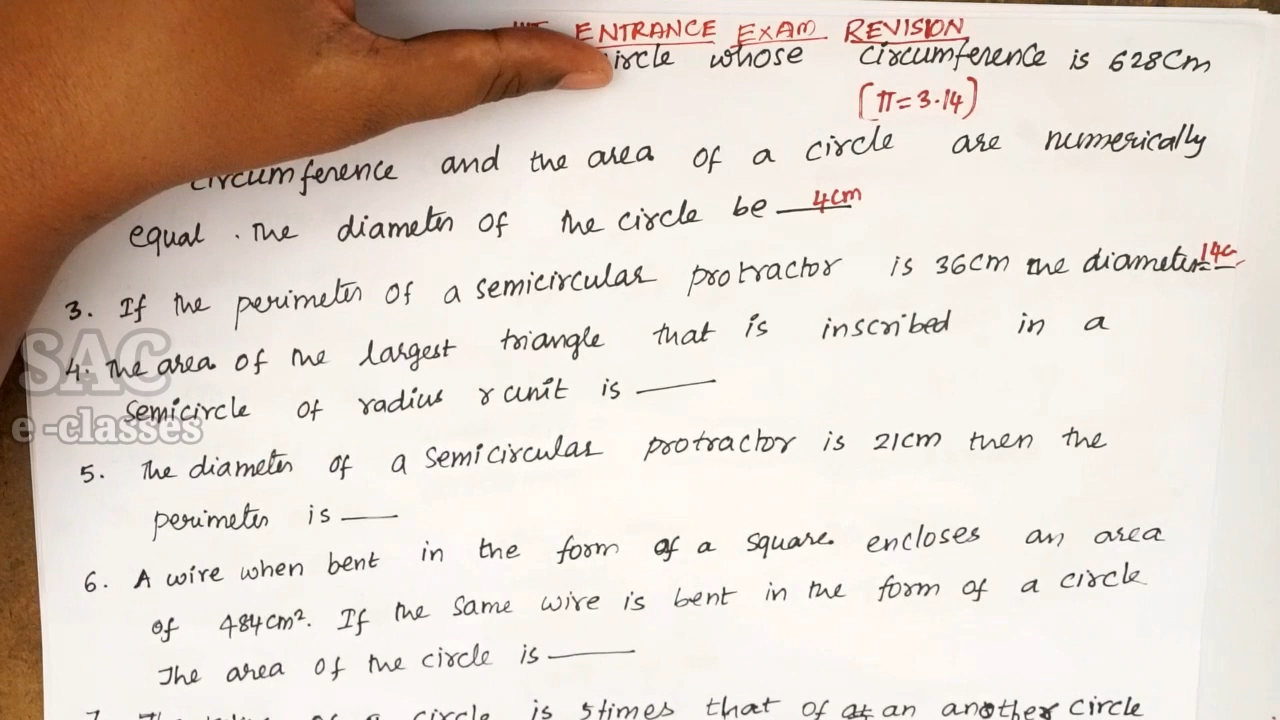 ENTRANCE EXAM REVISION
circle whose circumference is 628Cm
(π=3.14)
circumference and the area of a circle are numerically
equal. The diameter of the circle be 4cm
3. If the perimeter of a semicircular protractor is 36cm the diameter= 14c
4. The area of the largest triangle that is inscribed in a
semicircle of radius r unit is
5. The diameter of a semicircular protractor is 21cm then the
perimeter is
6. A wire when bent in the form of a square encloses an area
of 484cm². If the same wire is bent in the form of a circle
The area of the circle is
7. of a circle is 5times that of an another circle
SAC
e-classes